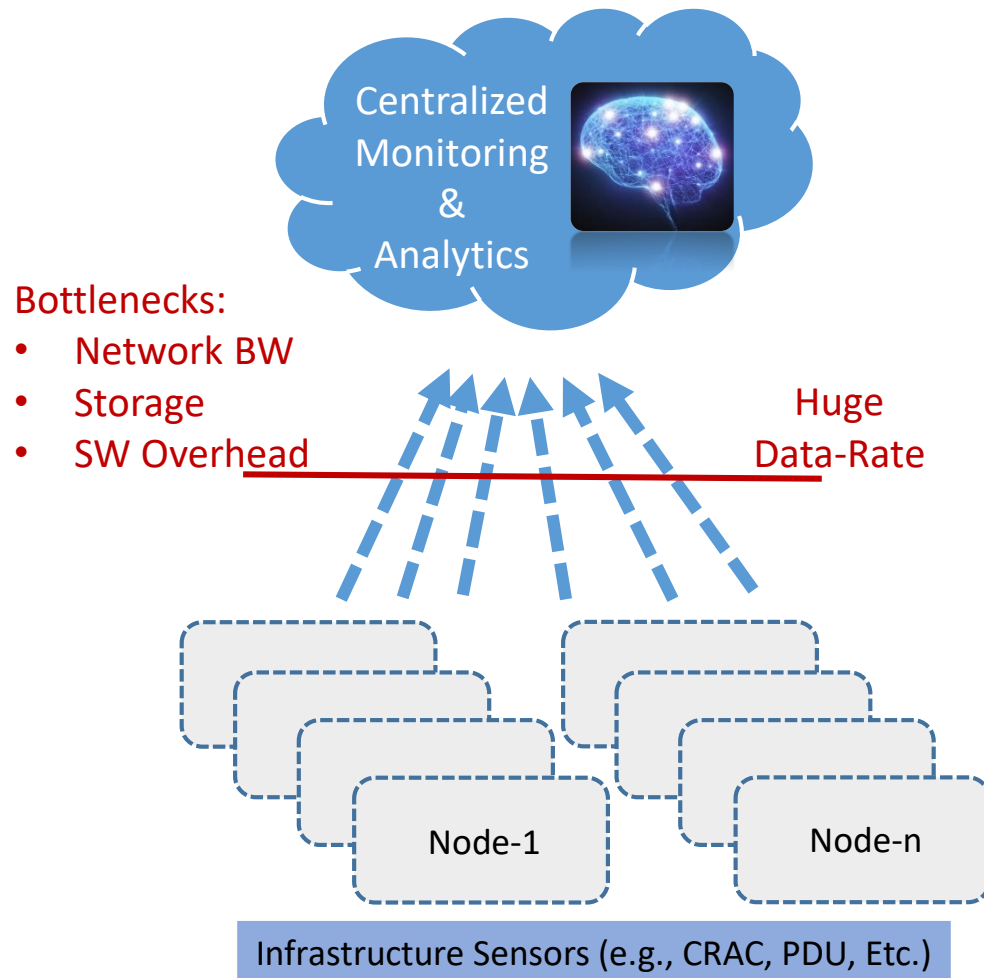 Centralized
Monitoring
&
Analytics
Bottlenecks:
• Network BW
• Storage
• SW Overhead
Huge
Data-Rate
Node-1
Node-n
Infrastructure Sensors (e.g., CRAC, PDU, Etc.)